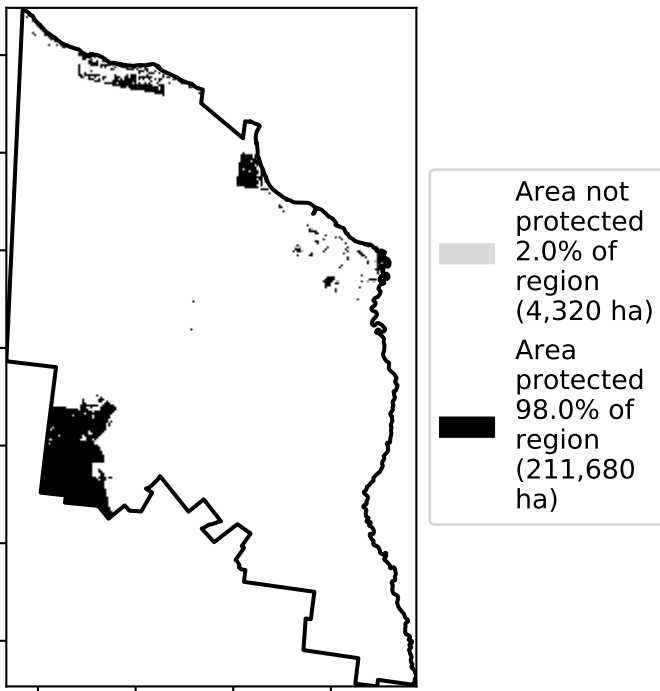 Area not
protected
2.0% of
region
(4,320 ha)
Area
protected
98.0% of
region
(211,680
ha)